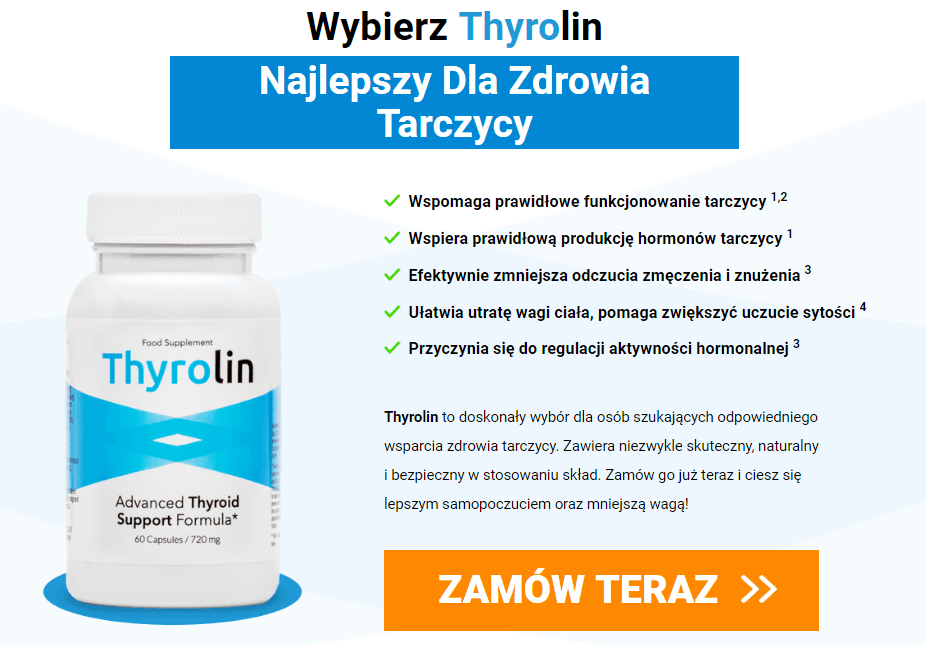 Wybierz Thyrolin
Najlepszy Dla Zdrowia
Tarczycy
Wspomaga prawidłowe funkcjonowanie tarczycy 1,2
Wspiera prawidłową produkcję hormonów tarczycy 1
Efektywnie zmniejsza odczucia zmęczenia i znużenia 3
Ułatwia utratę wagi ciała, pomaga zwiększyć uczucie sytości 4
Przyczynia się do regulacji aktywności hormonalnej 3
Thyrolin to doskonały wybór dla osób szukających odpowiedniego
wsparcia zdrowia tarczycy. Zawiera niezwykle skuteczny, naturalny
i bezpieczny w stosowaniu skład. Zamów go już teraz i ciesz się
lepszym samopoczuciem oraz mniejszą wagą!
ZAMÓW TERAZ
Food Supplement
Thyrolin
Advanced Thyroid
Support Formula*
60 Capsules / 720 mg